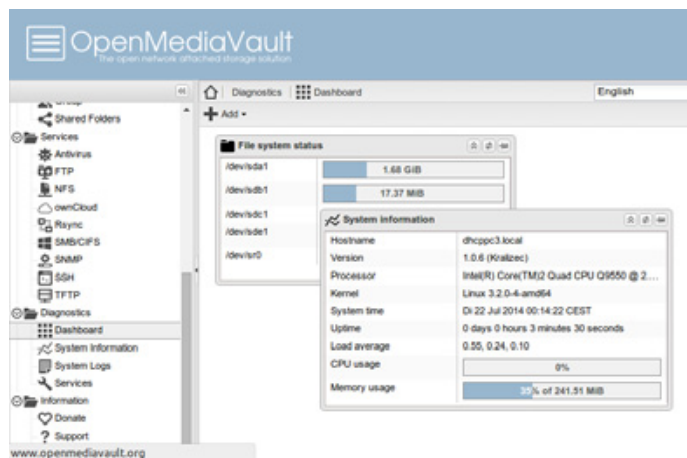 OpenMediaVault
The open network attached storage solution
Diagnostics
Dashboard
English
Add
Group
Shared Folders
Services
Antivirus
FTP
NFS
ownCloud
Rsync
SMB/CIFS
SNMP
SSH
TFTP
Diagnostics
Dashboard
System Information
System Logs
Services
Information
Donate
Support
www.openmediavault.org
File system status
/dev/sda1 1.68 GiB
/dev/sdb1 17.37 MiB
/dev/sdc1
/dev/sde1
/dev/sr0
System information
Hostname dhcppc3.local
Version 1.0.6 (Kralizec)
Processor Intel(R) Core(TM)2 Quad CPU Q9550 @ 2....
Kernel Linux 3.2.0-4-amd64
System time Di 22 Jul 2014 00:14:22 CEST
Uptime 0 days 0 hours 3 minutes 30 seconds
Load average 0.55, 0.24, 0.10
CPU usage 0%
Memory usage 35% of 241.51 MiB